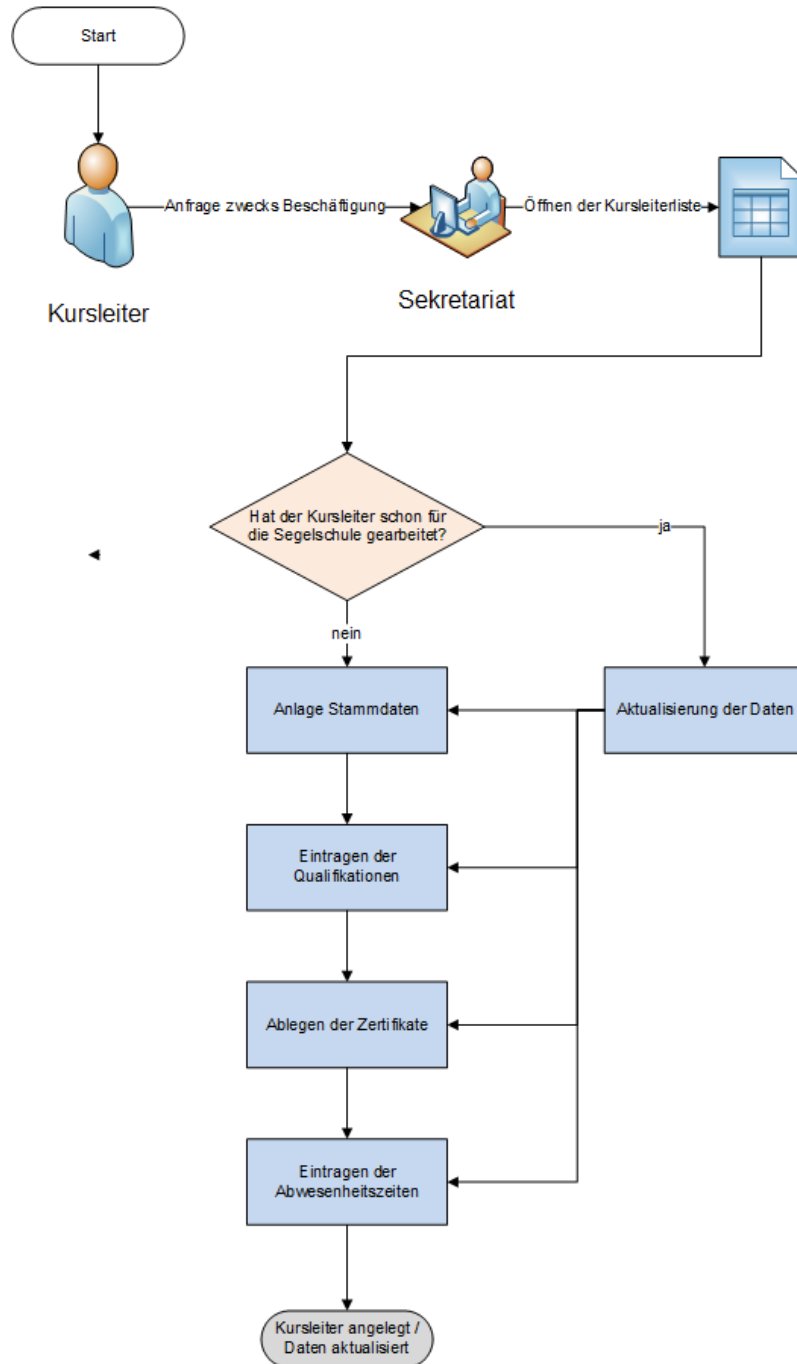 Start
Anfrage zwecks Beschäftigung
Öffnen der Kursleiterliste
Kursleiter
Sekretariat
Hat der Kursleiter schon für
die Segelschule gearbeitet?
ja
nein
Anlage Stammdaten
Aktualisierung der Daten
Eintragen der
Qualifikationen
Ablegen der Zertifikate
Eintragen der
Abwesenheitszeiten
Kursleiter angelegt /
Daten aktualisiert